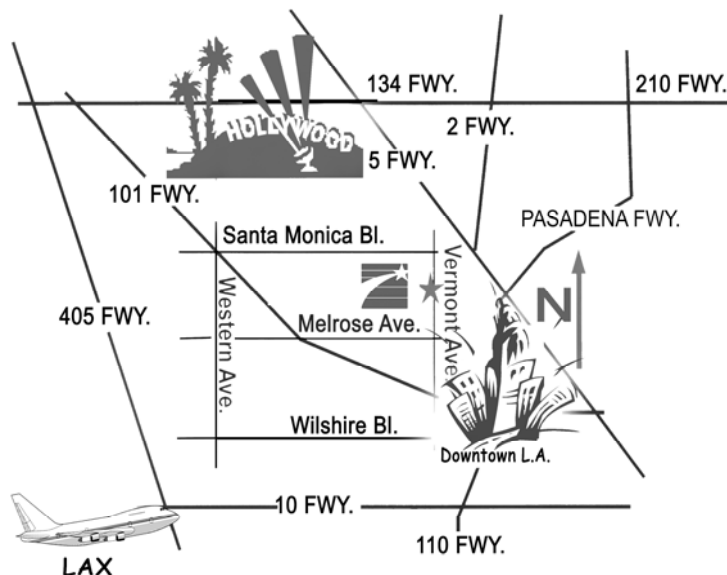 134 FWY.
210 FWY.
HOLLYWOOD
2 FWY.
5 FWY.
101 FWY.
PASADENA FWY.
Santa Monica Bl.
Vermont Ave.
Western Ave.
N
405 FWY.
Melrose Ave.
Wilshire Bl.
Downtown L.A.
10 FWY.
110 FWY.
LAX